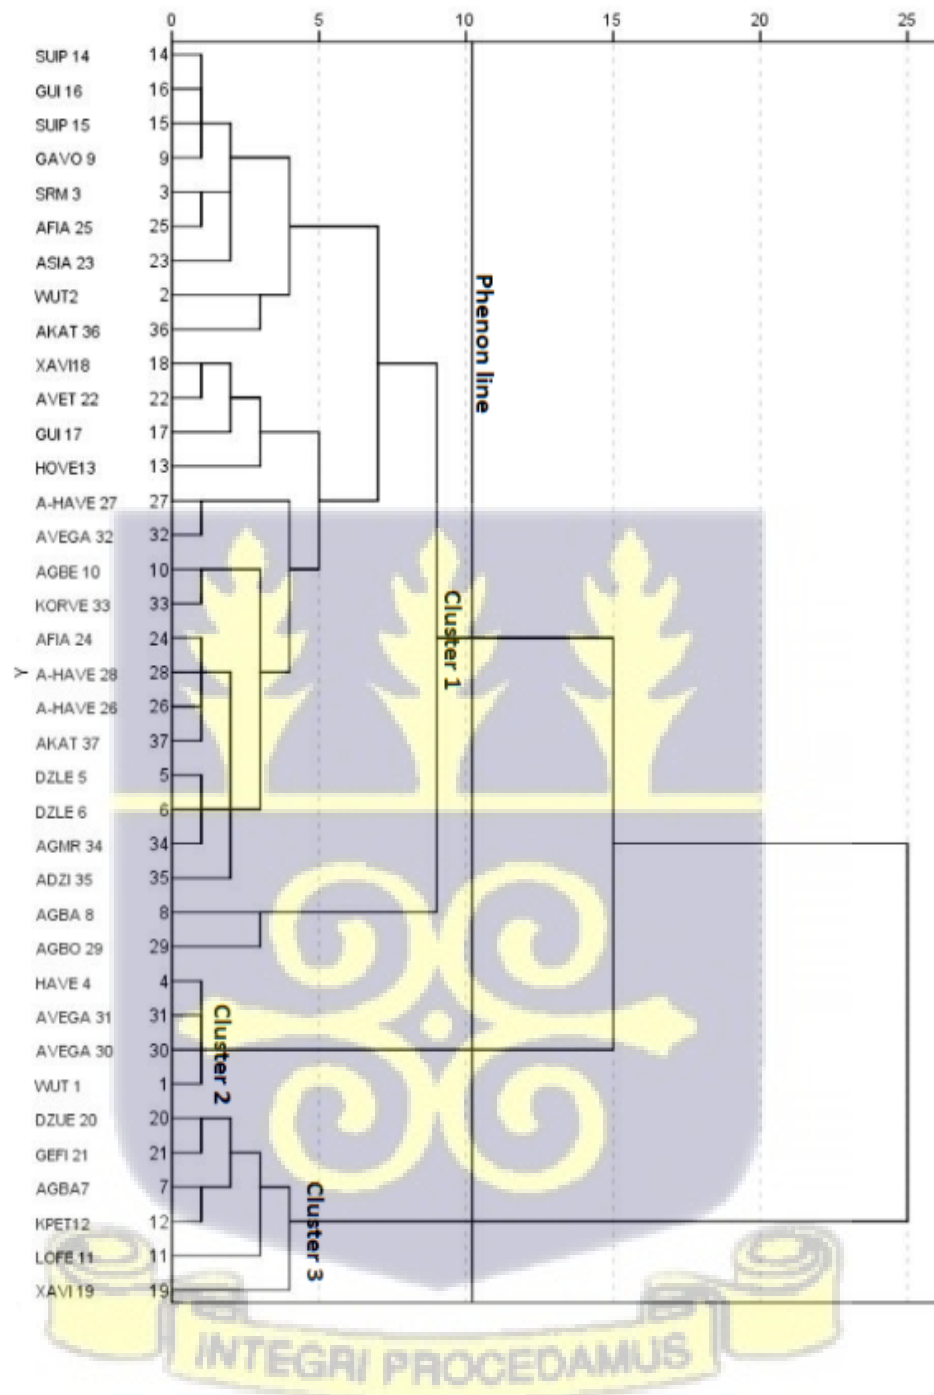 0 5 10 15 20 25
SUIP 14 14
GUI 16 16
SUIP 15 15
GAVO 9 9
SRM 3 3
AFIA 25 25
ASIA 23 23
WUT2 2
AKAT 36 36
XAVI18 18
AVET 22 22
GUI 17 17
HOVE13 13
A-HAVE 27 27
AVEGA 32 32
AGBE 10 10
KORVE 33 33
AFIA 24 24
Y
A-HAVE 28 28
A-HAVE 26 26
AKAT 37 37
DZLE 5 5
DZLE 6 6
AGMR 34 34
ADZI 35 35
AGBA 8 8
AGBO 29 29
HAVE 4 4
AVEGA 31 31
AVEGA 30 30
WUT 1 1
DZUE 20 20
GEFI 21 21
AGBA7 7
KPET12 12
LOFE 11 11
XAVI 19 19
Phenon line
Cluster 1
Cluster 2
Cluster 3
INTEGRI PROCEDAMUS